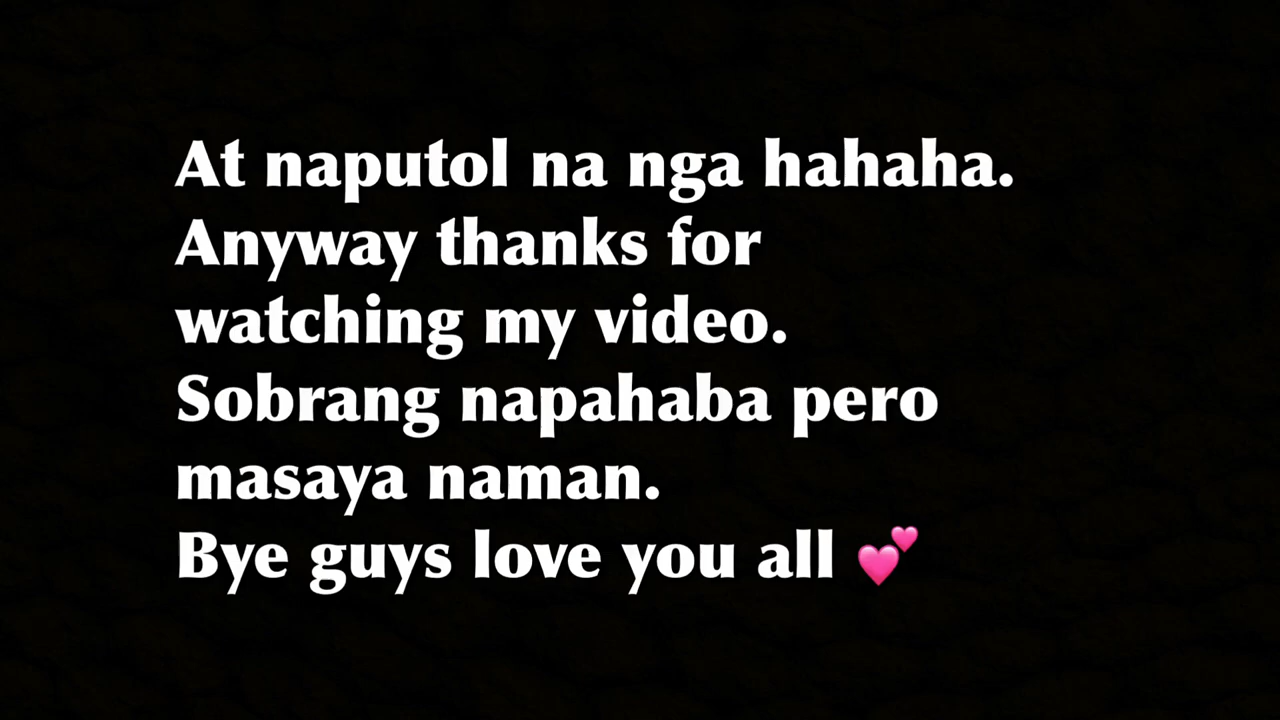 At naputol na nga hahaha.
Anyway thanks for
watching my video.
Sobrang napahaba pero
masaya naman.
Bye guys love you all 💕